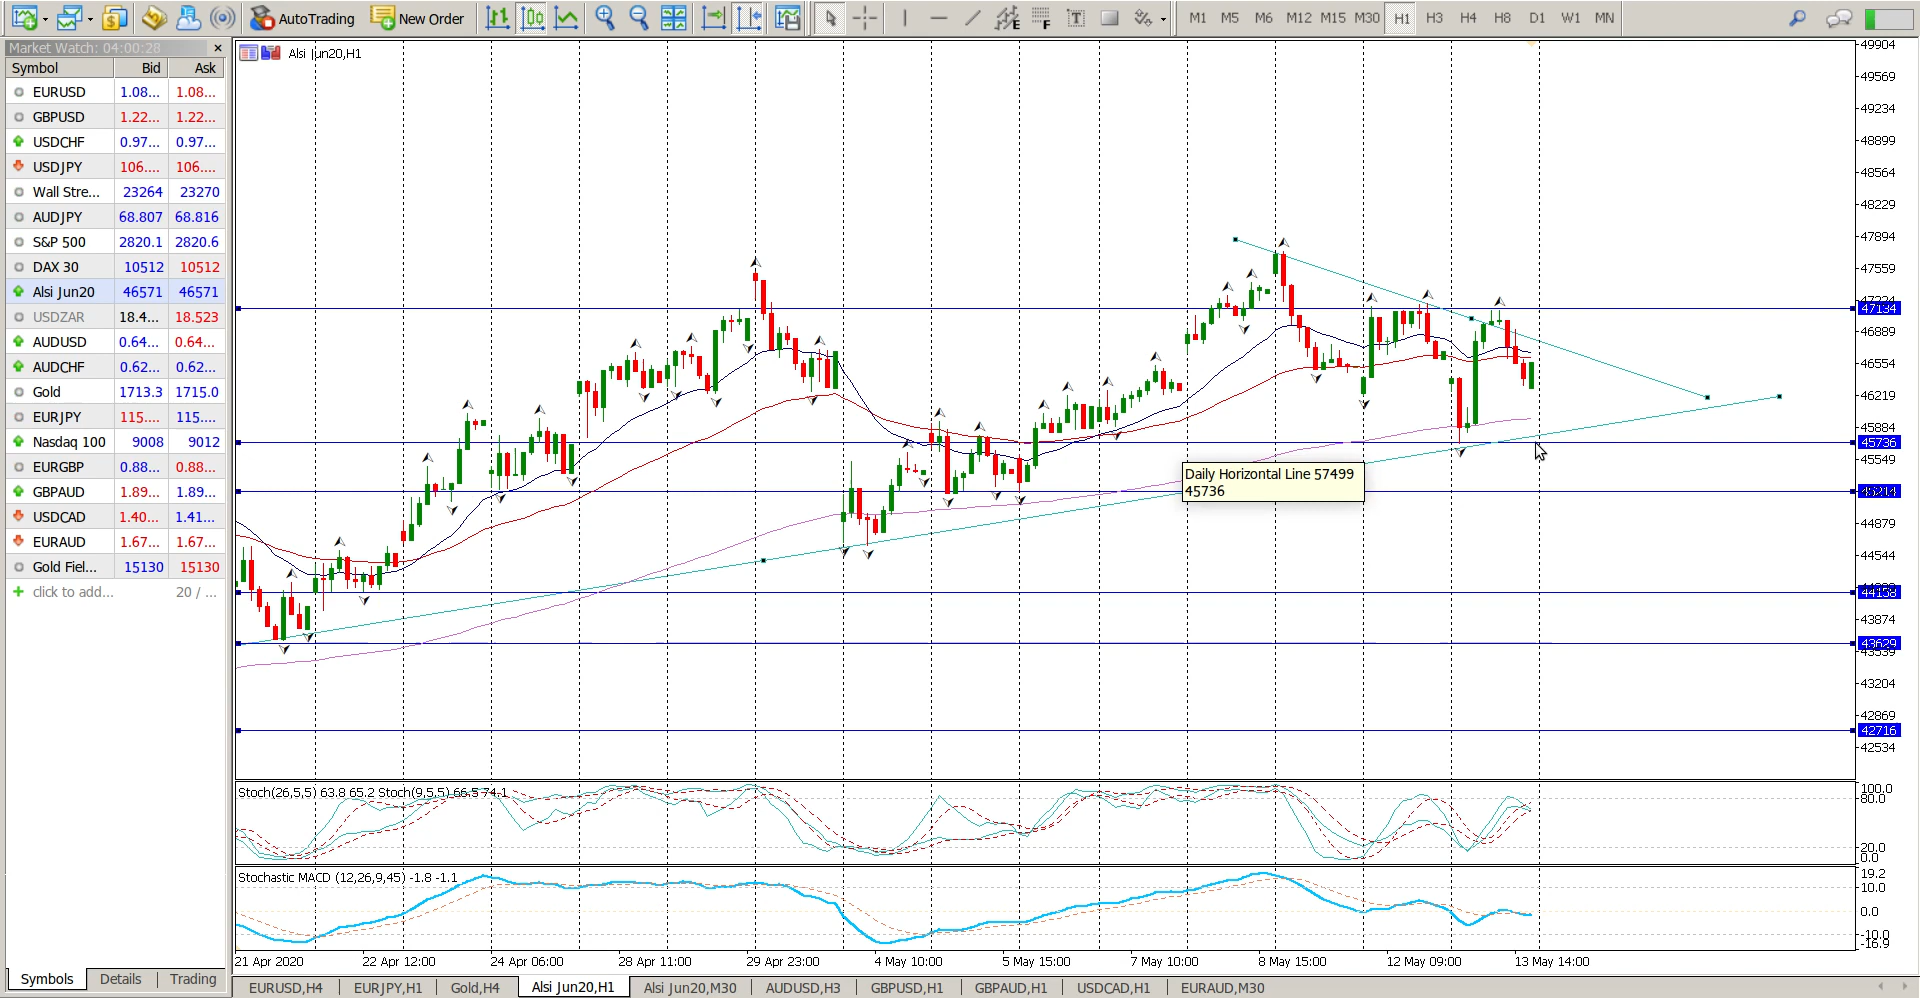 AutoTrading New Order M1 M5 M6 M12 M15 M30 H1 H3 H4 H8 D1 W1 MN
Market Watch: 04:00:28
Symbol Bid Ask
EURUSD 1.08... 1.08...
GBPUSD 1.22... 1.22...
USDCHF 0.97... 0.97...
USDJPY 106.... 106....
Wall Stre... 23264 23270
AUDJPY 68.807 68.816
S&P 500 2820.1 2820.6
DAX 30 10512 10512
Alsi Jun20 46571 46571
USDZAR 18.4... 18.523
AUDUSD 0.64... 0.64...
AUDCHF 0.62... 0.62...
Gold 1713.3 1715.0
EURJPY 115.... 115....
Nasdaq 100 9008 9012
EURGBP 0.88... 0.88...
GBPAUD 1.89... 1.89...
USDCAD 1.40... 1.41...
EURAUD 1.67... 1.67...
Gold Fiel... 15130 15130
click to add... 20 / ...
Symbols Details Trading
Alsi Jun20,H1
49904
49569
49234
48899
48564
48229
47894
47559
47134
46889
46554
46219
45884
45736
45549
45214
44879
44544
44158
43874
43629
43539
43204
42869
42716
42534
Daily Horizontal Line 57499
45736
Stoch(26,5,5) 63.8 65.2 Stoch(9,5,5) 66.5 74.1
100.0
80.0
20.0
0.0
Stochastic MACD (12,26,9,45) -1.8 -1.1
19.2
10.0
0.0
-10.0
-16.9
21 Apr 2020 22 Apr 12:00 24 Apr 06:00 28 Apr 11:00 29 Apr 23:00 4 May 10:00 5 May 15:00 7 May 10:00 8 May 15:00 12 May 09:00 13 May 14:00
EURUSD,H4 EURJPY,H1 Gold,H4 Alsi Jun20,H1 Alsi Jun20,M30 AUDUSD,H3 GBPUSD,H1 GBPAUD,H1 USDCAD,H1 EURAUD,M30